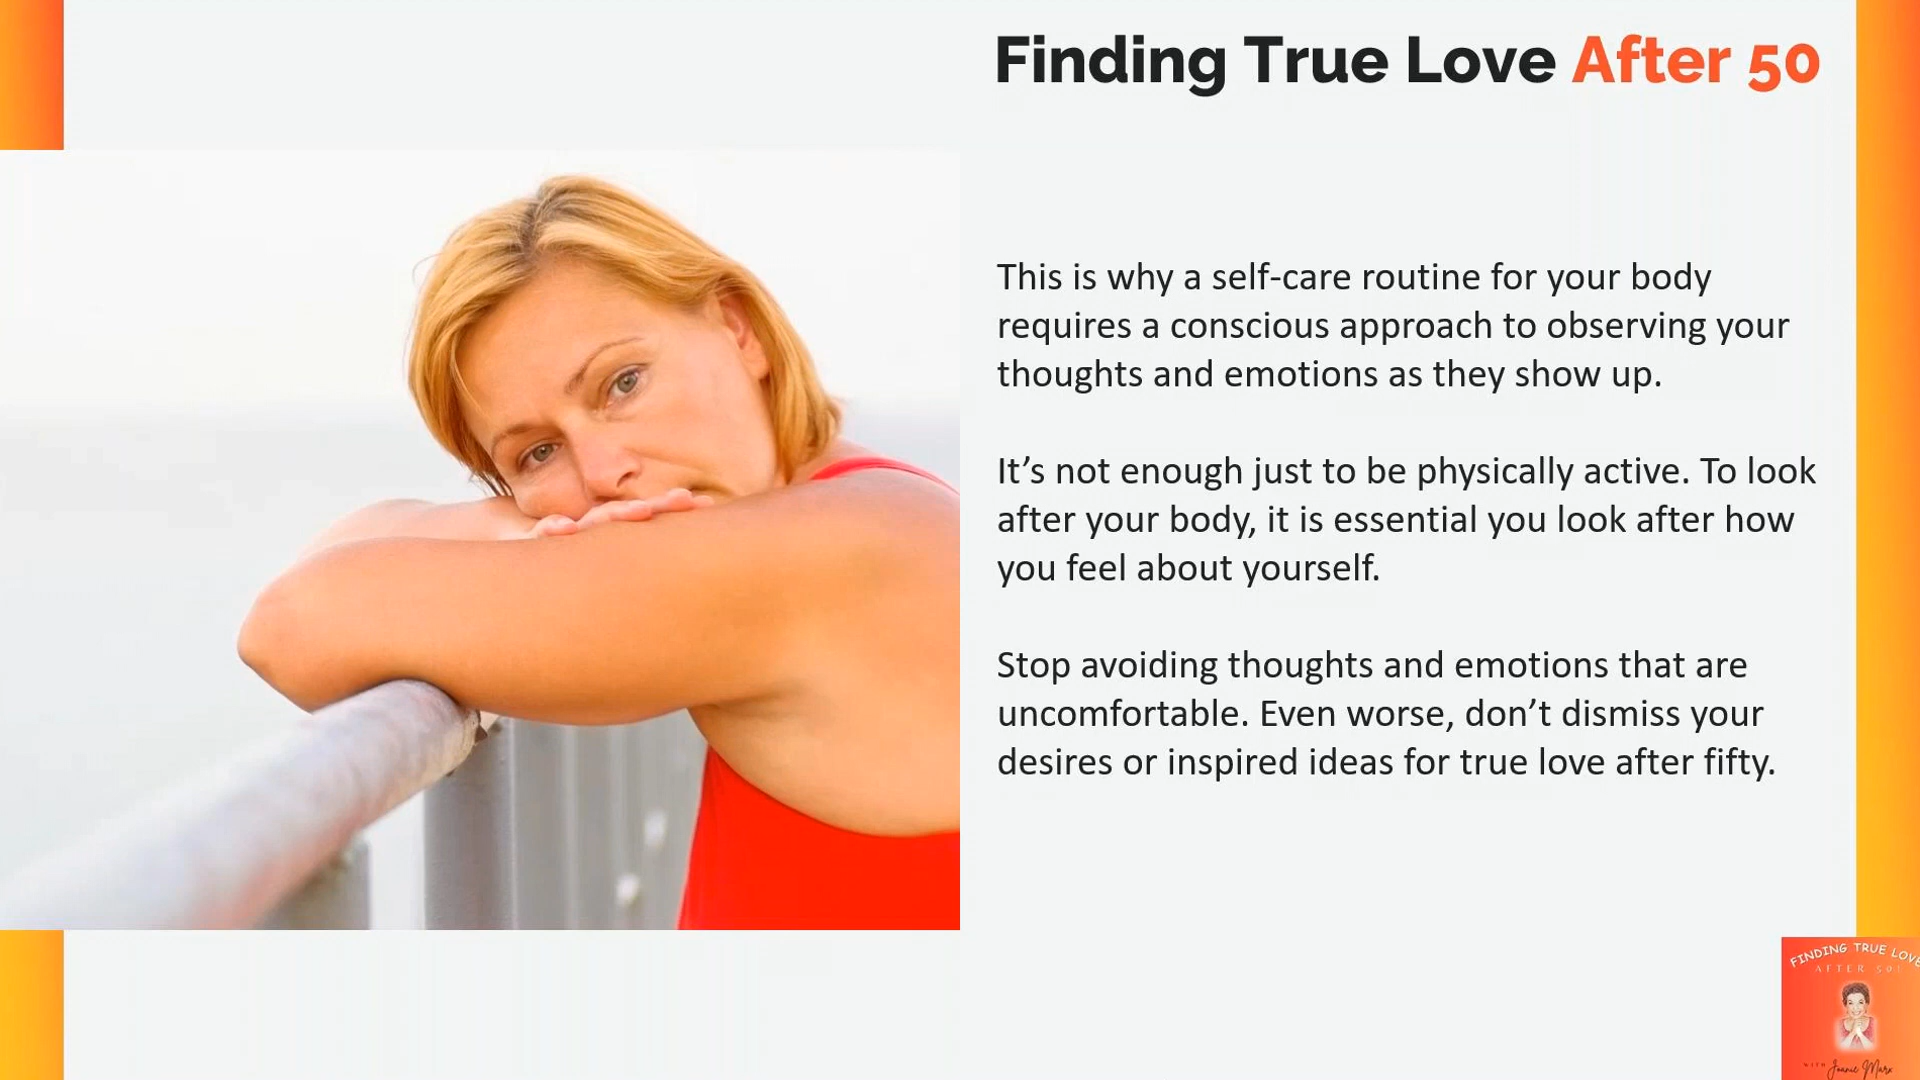 Finding True Love After 50
This is why a self-care routine for your body
requires a conscious approach to observing your
thoughts and emotions as they show up.
It’s not enough just to be physically active. To look
after your body, it is essential you look after how
you feel about yourself.
Stop avoiding thoughts and emotions that are
uncomfortable. Even worse, don’t dismiss your
desires or inspired ideas for true love after fifty.
FINDING TRUE LOVE
AFTER 50!
WITH Joanie Marx